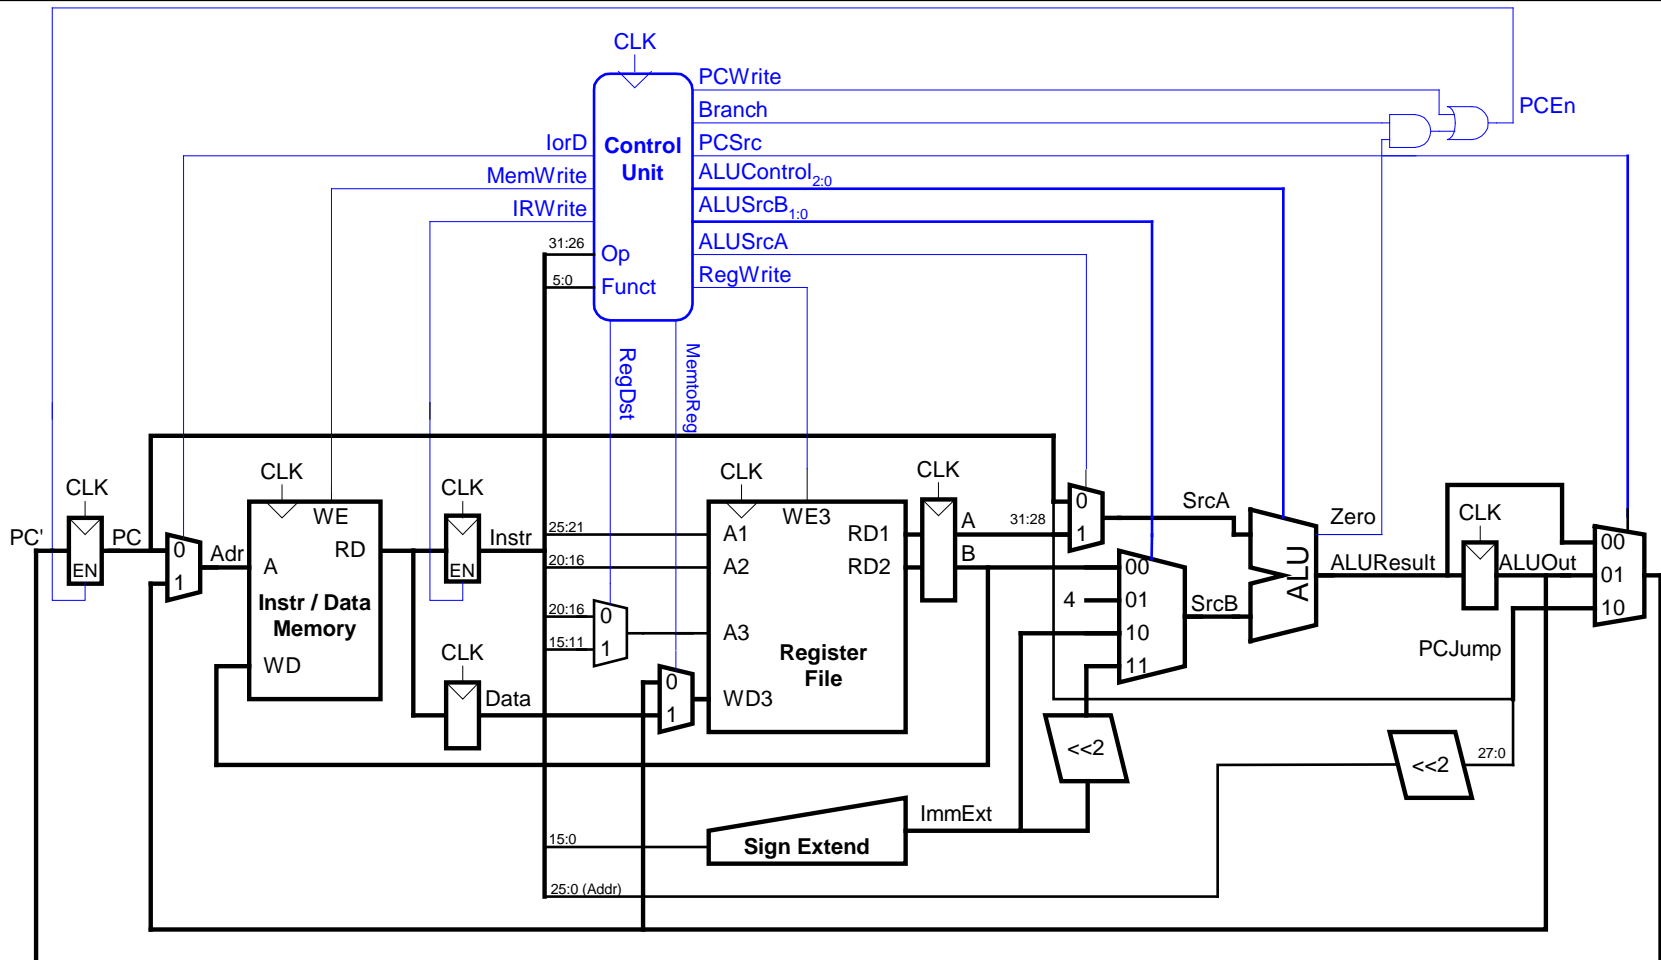 CLK
PCWrite
Branch
PCEn
IorD
Control
Unit
PCSrc
MemWrite
ALUControl2:0
IRWrite
ALUSrcB1:0
31:26
Op
ALUSrcA
5:0
Funct
RegWrite
RegDst
MemtoReg
CLK
CLK
CLK
CLK
CLK
CLK
PC'
EN
PC
0
1
Adr
WE
A
RD
Instr / Data
Memory
WD
EN
Instr
CLK
Data
25:21
20:16
20:16
15:11
0
1
0
1
A1
A2
A3
WD3
WE3
RD1
RD2
Register
File
A
B
31:28
0
1
4
00
01
10
11
SrcA
SrcB
ALU
Zero
ALUResult
CLK
ALUOut
00
01
10
PCJump
<<2
<<2
27:0
ImmExt
15:0
Sign Extend
25:0 (Addr)